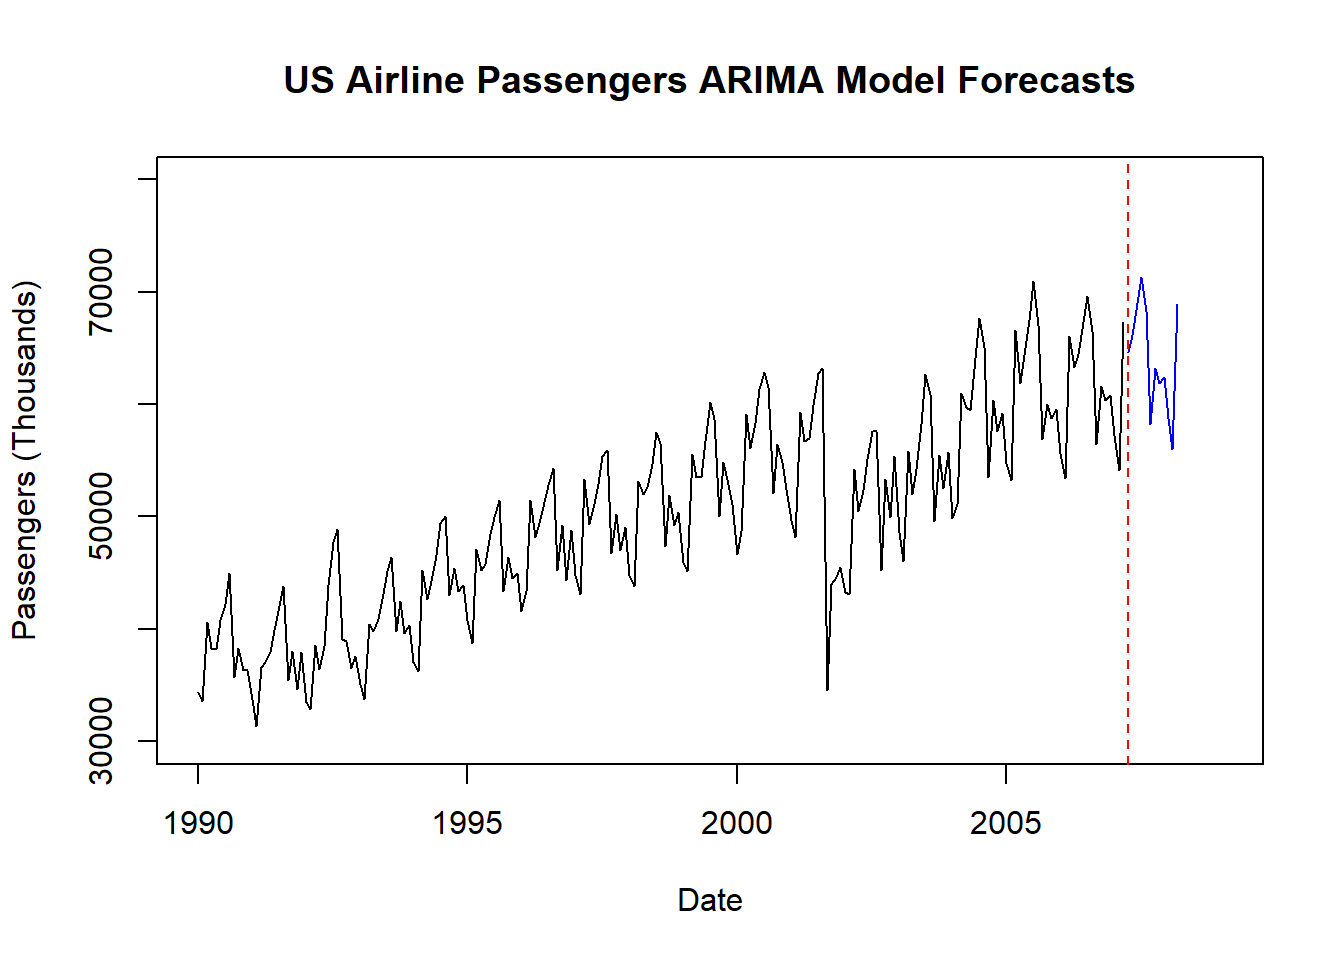 US Airline Passengers ARIMA Model Forecasts
Passengers (Thousands)
70000
50000
30000
1990 1995 2000 2005
Date